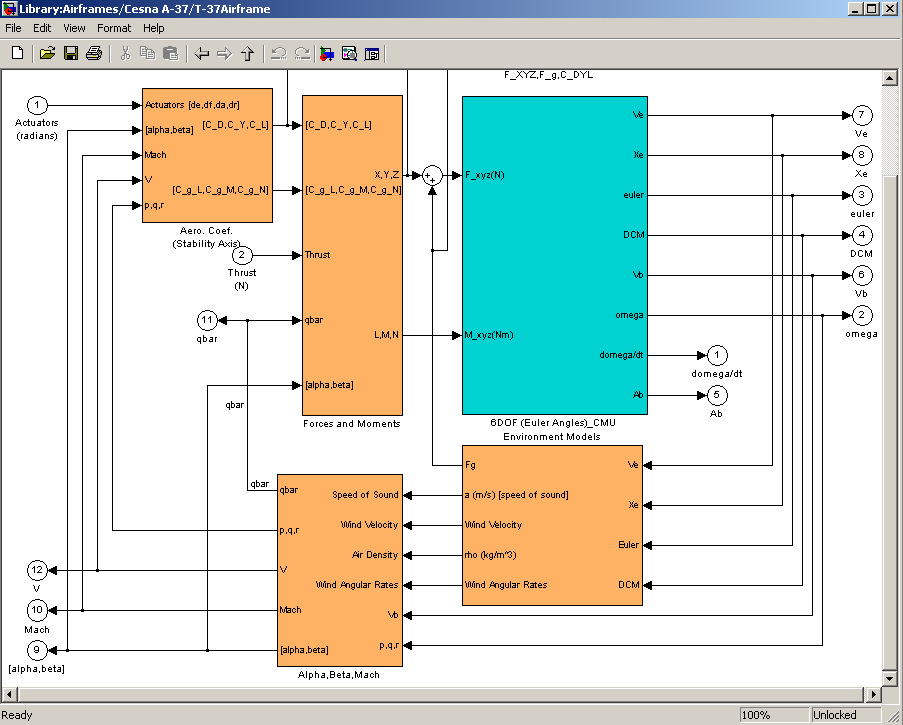 Library:Airframes/Cesna A-37/T-37Airframe
File Edit View Format Help
F_XYZ,F_g,C_DYL
1
Actuators
(radians)
Actuators [de,df,da,dr]
[alpha,beta]
Mach
V
p,q,r
[C_D,C_Y,C_L]
[C_g_L,C_g_M,C_g_N]
Aero. Coef.
(Stability Axis)
2
Thrust
(N)
11
qbar
[C_D,C_Y,C_L]
[C_g_L,C_g_M,C_g_N]
Thrust
qbar
[alpha,beta]
X,Y,Z
L,M,N
Forces and Moments
+
+
F_xyz(N)
M_xyz(Nm)
Ve
Xe
euler
DCM
Vb
omega
domega/dt
Ab
6DOF (Euler Angles)_CMU
7
Ve
8
Xe
3
euler
4
DCM
6
Vb
2
omega
1
domega/dt
5
Ab
Environment Models
Fg
a (m/s) [speed of sound]
Wind Velocity
rho (kg/m^3)
Wind Angular Rates
Ve
Xe
Euler
DCM
qbar
qbar
qbar
p,q,r
V
Mach
[alpha,beta]
Speed of Sound
Wind Velocity
Air Density
Wind Angular Rates
Vb
p,q,r
Alpha,Beta,Mach
12
V
10
Mach
9
[alpha,beta]
Ready
100%
Unlocked